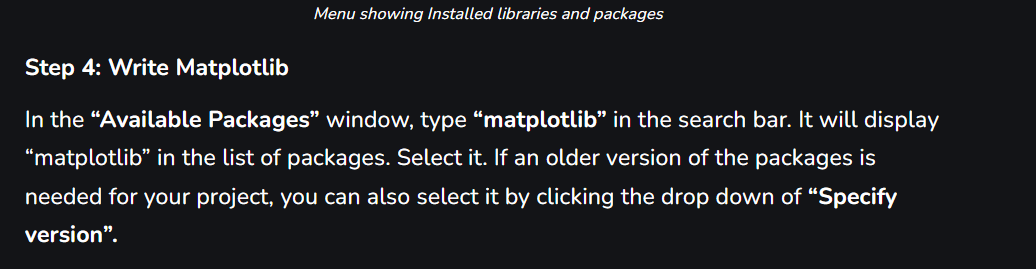 Menu showing Installed libraries and packages
Step 4: Write Matplotlib
In the “Available Packages” window, type “matplotlib” in the search bar. It will display
“matplotlib” in the list of packages. Select it. If an older version of the packages is
needed for your project, you can also select it by clicking the drop down of “Specify
version”.